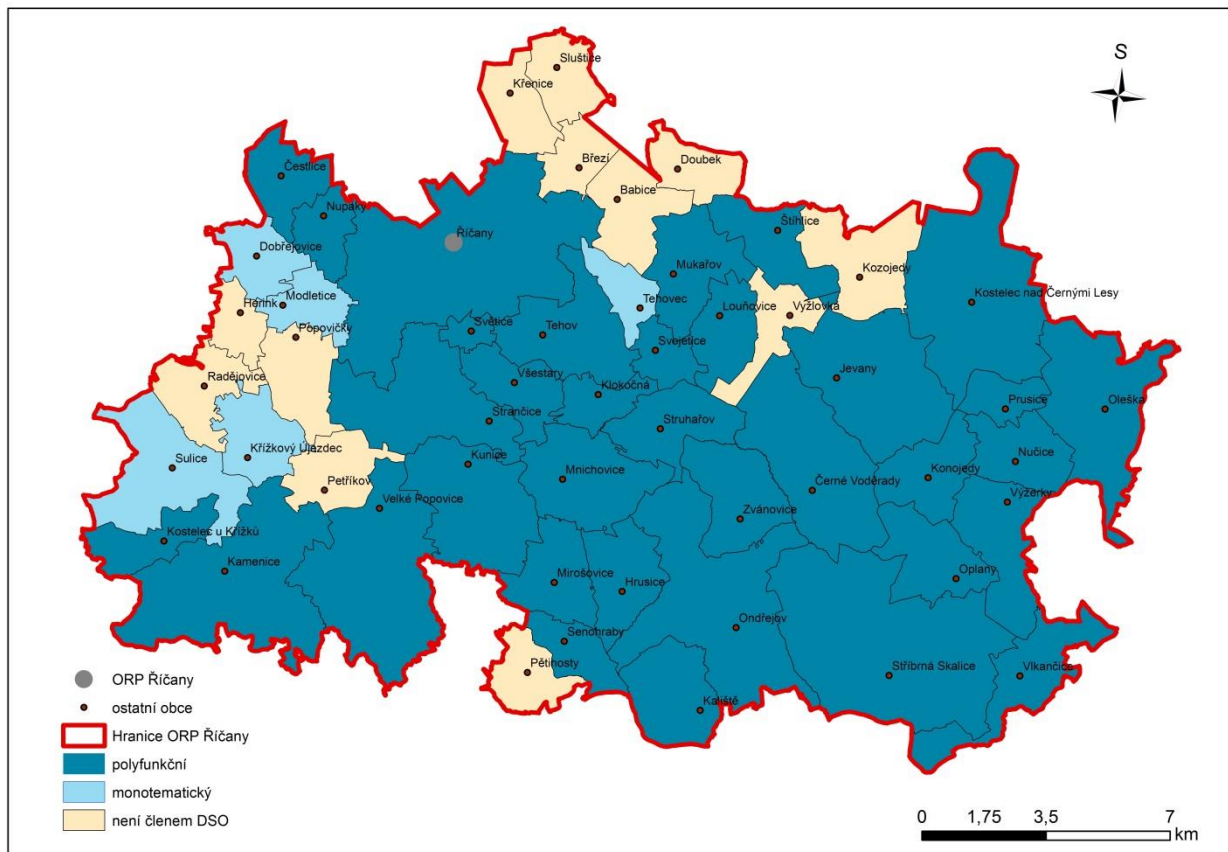 S
Sluštice
Křenice
Březí
Doubek
Čestlice
Babice
Nupaky
Štíhlice
Říčany
Dobřejovice
Mukařov
Kozojedy
Kostelec nad Černými Lesy
Herink
Modletice
Tehovec
Louňovice
Vyžlovka
Popovičky
Světice
Tehov
Svojetice
Radějovice
Všestary
Klokočná
Jevany
Prusice
Oleška
Strančice
Struhařov
Křížkový Újezdec
Sulice
Kunice
Mnichovice
Nučice
Petříkov
Konojedy
Velké Popovice
Černé Voděrady
Výžerky
Zvánovice
Kostelec u Křížků
Kamenice
Mirošovice
Hrusice
Oplany
Ondřejov
Senohraby
Pětihosty
Stříbrná Skalice
Vlkančice
Kaliště
ORP Říčany
ostatní obce
Hranice ORP Říčany
polyfunkční
monotematický
není členem DSO
0 1,75 3,5 7
km